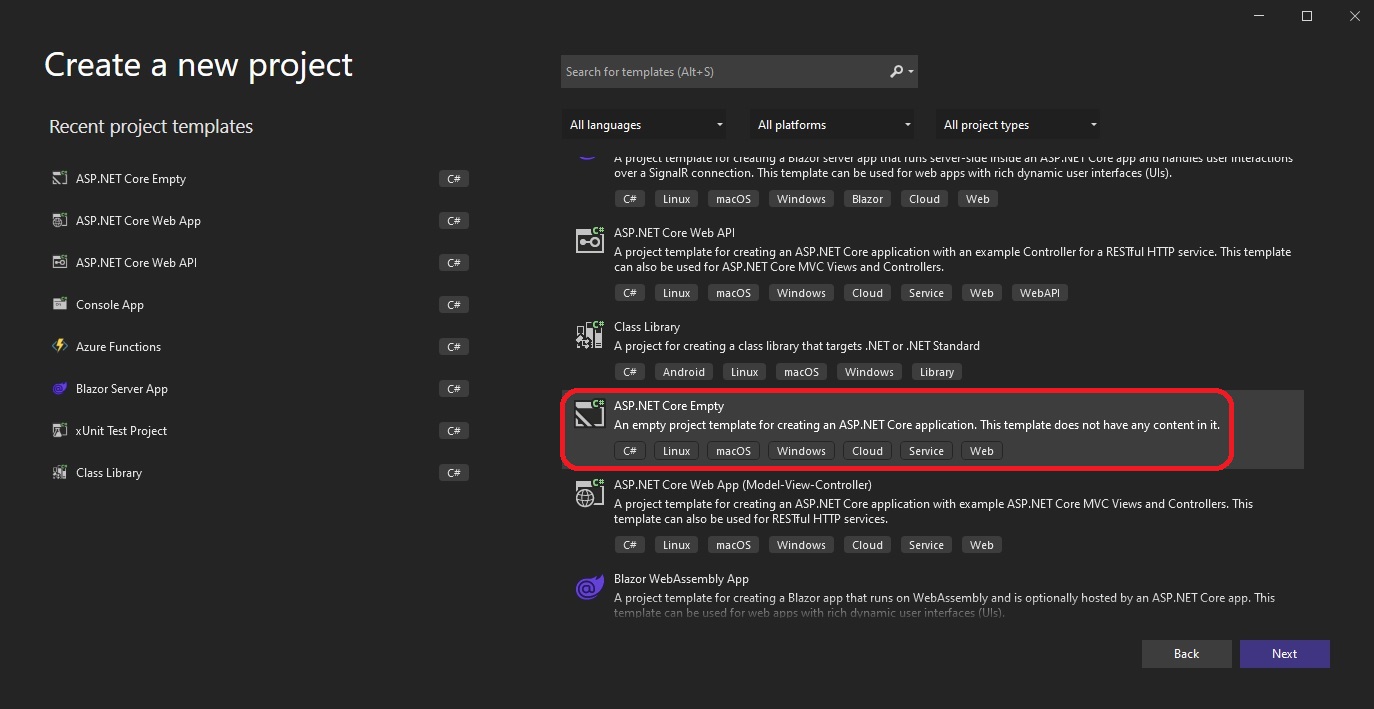 Create a new project
Search for templates (Alt+S)
Recent project templates
All languages
All platforms
All project types
ASP.NET Core Empty C#
ASP.NET Core Web App C#
ASP.NET Core Web API C#
Console App C#
Azure Functions C#
Blazor Server App C#
xUnit Test Project C#
Class Library C#
A project template for creating a Blazor server app that runs server-side inside an ASP.NET Core app and handles user interactions
over a SignalR connection. This template can be used for web apps with rich dynamic user interfaces (UIs).
C# Linux macOS Windows Blazor Cloud Web
ASP.NET Core Web API
A project template for creating an ASP.NET Core application with an example Controller for a RESTful HTTP service. This template
can also be used for ASP.NET Core MVC Views and Controllers.
C# Linux macOS Windows Cloud Service Web WebAPI
Class Library
A project for creating a class library that targets .NET or .NET Standard
C# Android Linux macOS Windows Library
ASP.NET Core Empty
An empty project template for creating an ASP.NET Core application. This template does not have any content in it.
C# Linux macOS Windows Cloud Service Web
ASP.NET Core Web App (Model-View-Controller)
A project template for creating an ASP.NET Core application with example ASP.NET Core MVC Views and Controllers. This
template can also be used for RESTful HTTP services.
C# Linux macOS Windows Cloud Service Web
Blazor WebAssembly App
A project template for creating a Blazor app that runs on WebAssembly and is optionally hosted by an ASP.NET Core app. This
template can be used for web apps with rich dynamic user interfaces (UIs).
Back
Next